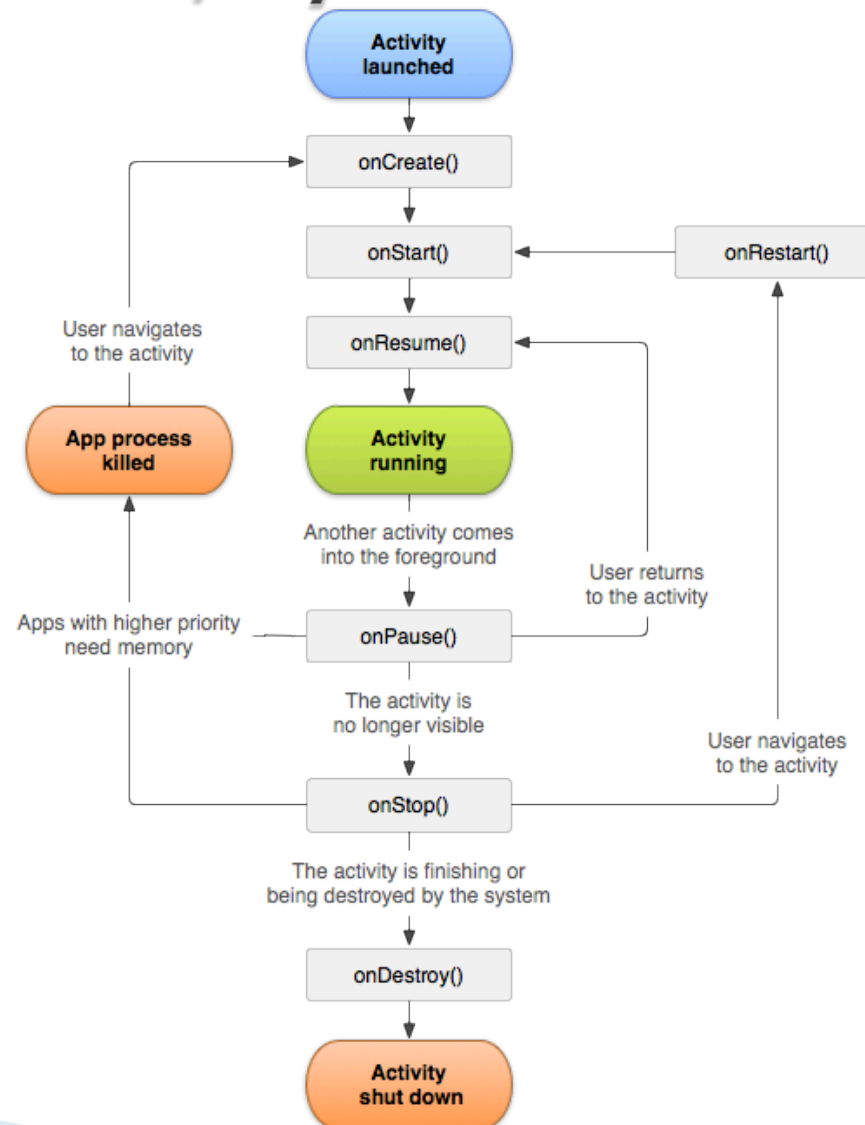 Activity
launched
onCreate()
onStart()
onRestart()
onResume()
User navigates
to the activity
App process
killed
Activity
running
Another activity comes
into the foreground
User returns
to the activity
Apps with higher priority
need memory
onPause()
The activity is
no longer visible
User navigates
to the activity
onStop()
The activity is finishing or
being destroyed by the system
onDestroy()
Activity
shut down